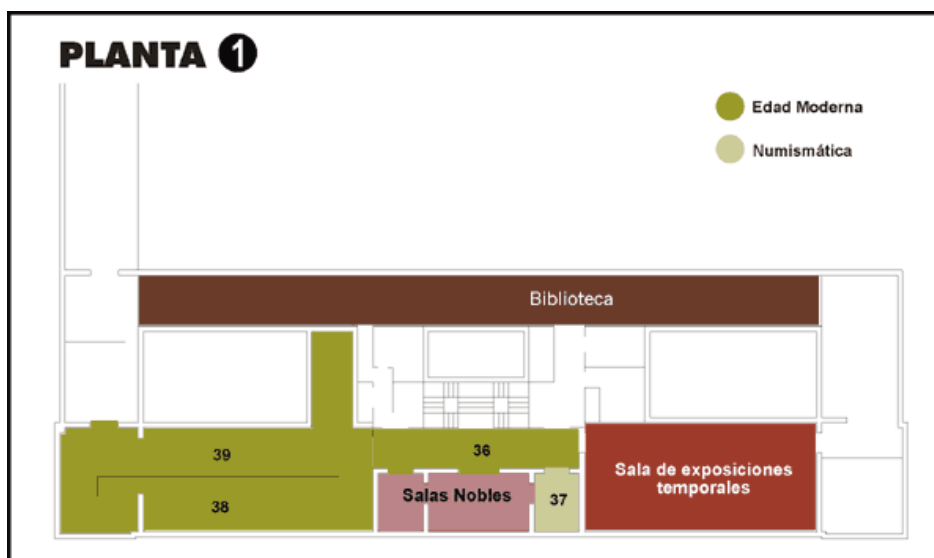 PLANTA 1
Edad Moderna
Numismática
Biblioteca
39
36
38
Salas Nobles
37
Sala de exposiciones
temporales